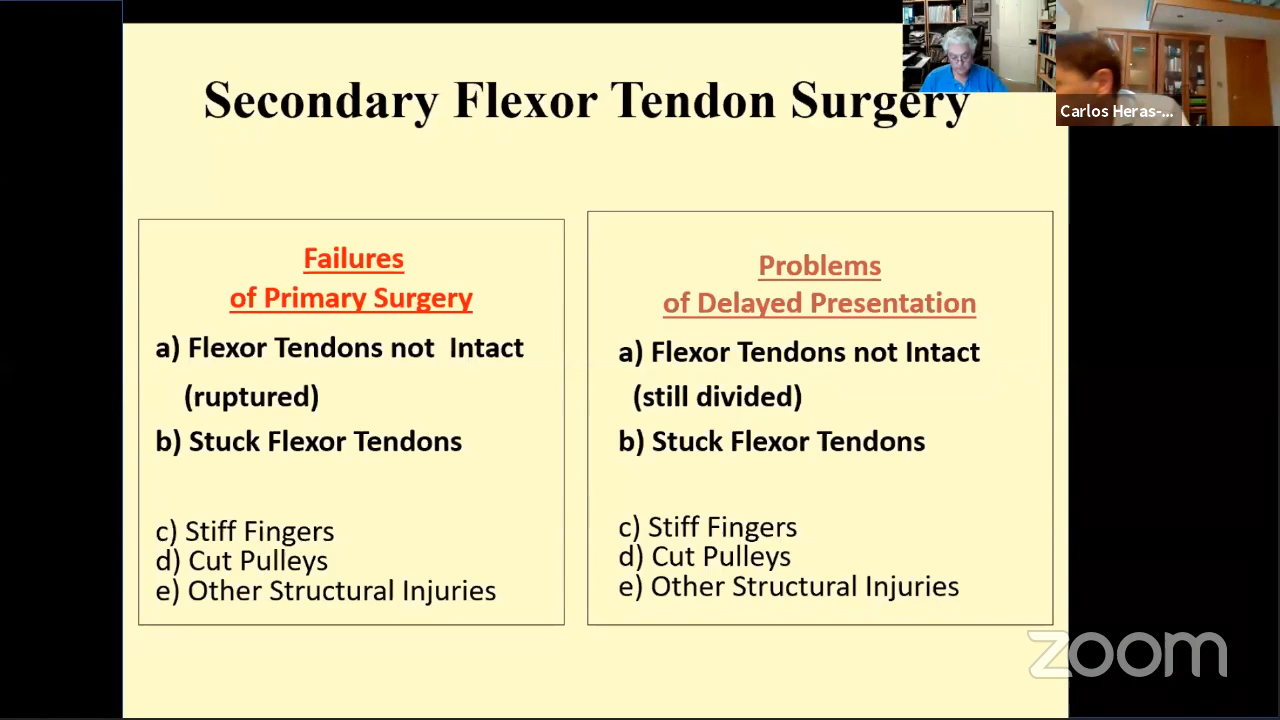 Secondary Flexor Tendon Surgery
Carlos Heras-...
Failures
of Primary Surgery
a) Flexor Tendons not Intact
(ruptured)
b) Stuck Flexor Tendons
c) Stiff Fingers
d) Cut Pulleys
e) Other Structural Injuries
Problems
of Delayed Presentation
a) Flexor Tendons not Intact
(still divided)
b) Stuck Flexor Tendons
c) Stiff Fingers
d) Cut Pulleys
e) Other Structural Injuries
zoom